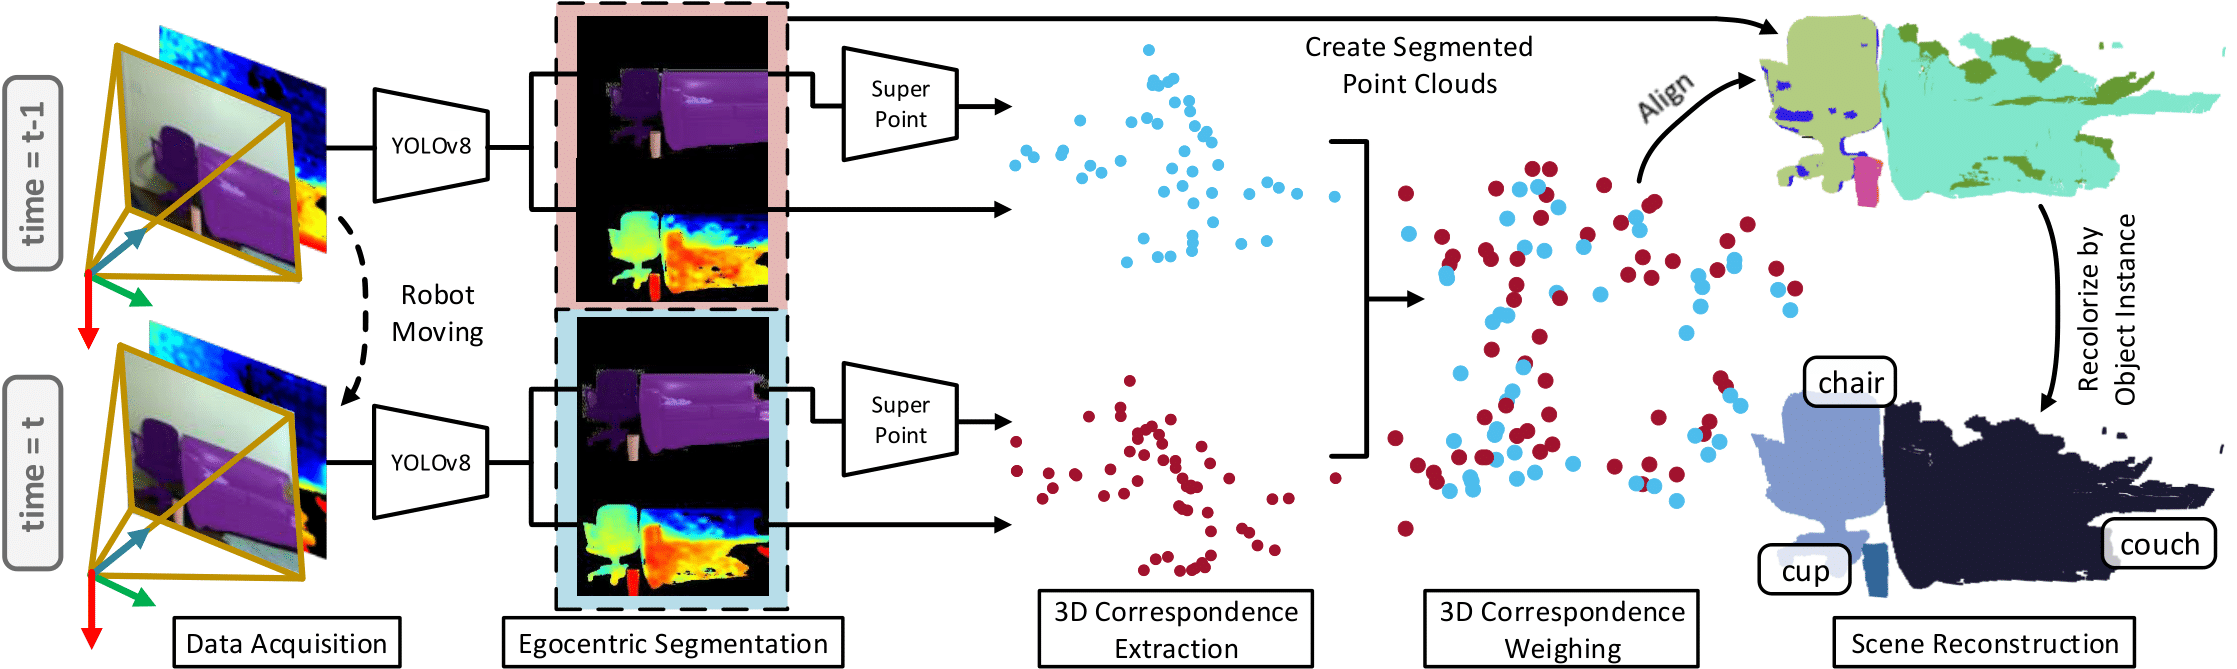 time = t-1
YOLOv8
Super
Point
Create Segmented
Point Clouds
Align
Robot
Moving
Recolorize by
Object Instance
time = t
YOLOv8
Super
Point
chair
couch
cup
Data Acquisition
Egocentric Segmentation
3D Correspondence
Extraction
3D Correspondence
Weighing
Scene Reconstruction